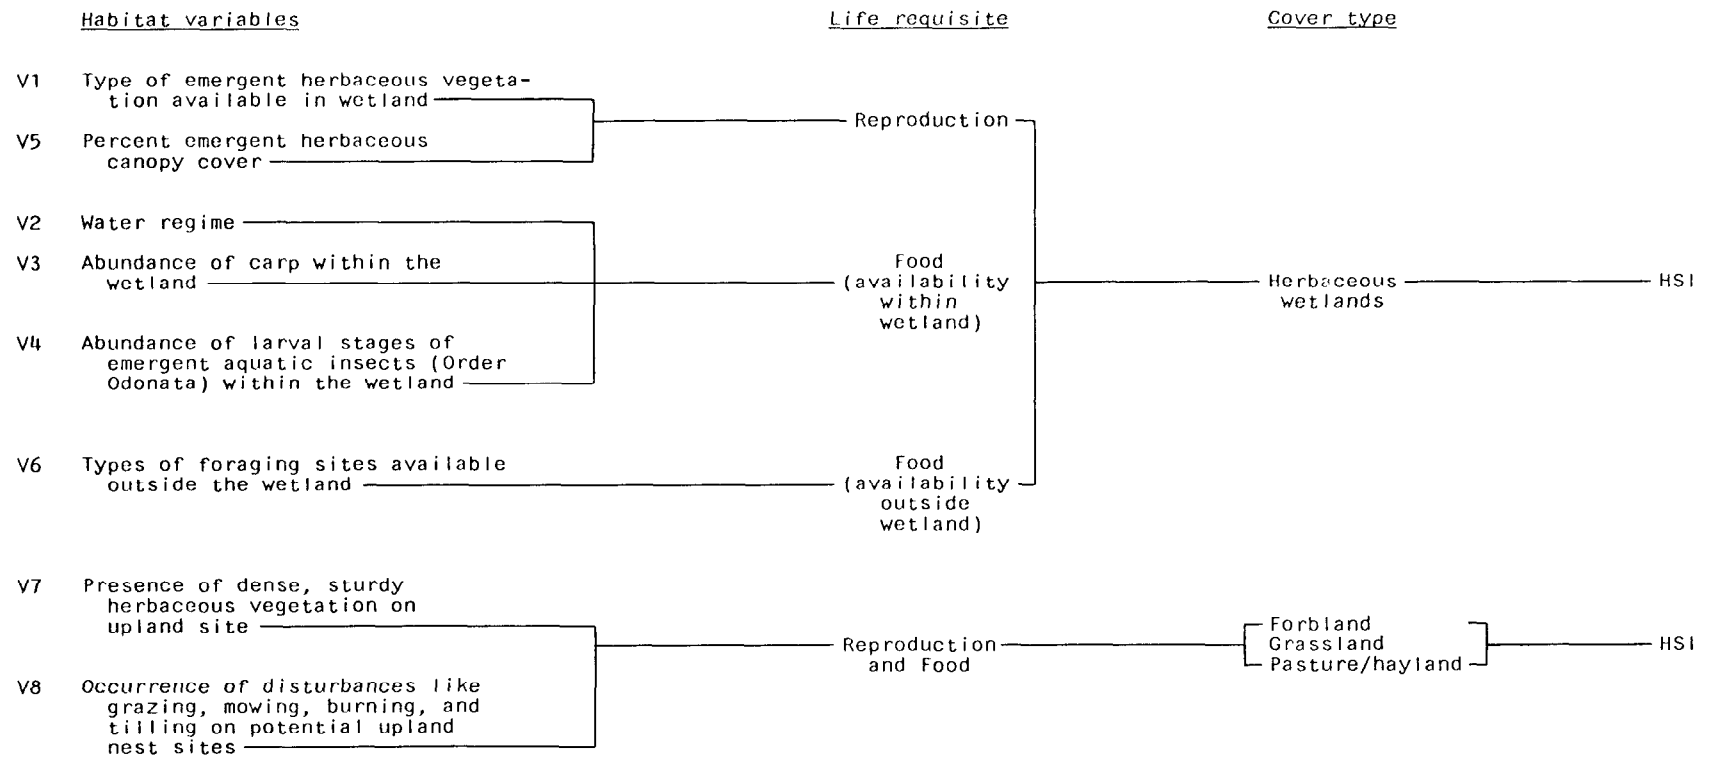 Habitat variables Life requisite Cover type
V1 Type of emergent herbaceous vegeta-
tion available in wetland
Reproduction
V5 Percent emergent herbaceous
canopy cover
V2 Water regime
V3 Abundance of carp within the
wetland
Food
(availability
within
wetland)
Herbaceous
wetlands
HSI
V4 Abundance of larval stages of
emergent aquatic insects (Order
Odonata) within the wetland
V6 Types of foraging sites available
outside the wetland
Food
(availability
outside
wetland)
V7 Presence of dense, sturdy
herbaceous vegetation on
upland site
Reproduction
and Food
Forbland
Grassland
Pasture/hayland
HSI
V8 Occurrence of disturbances like
grazing, mowing, burning, and
tilling on potential upland
nest sites